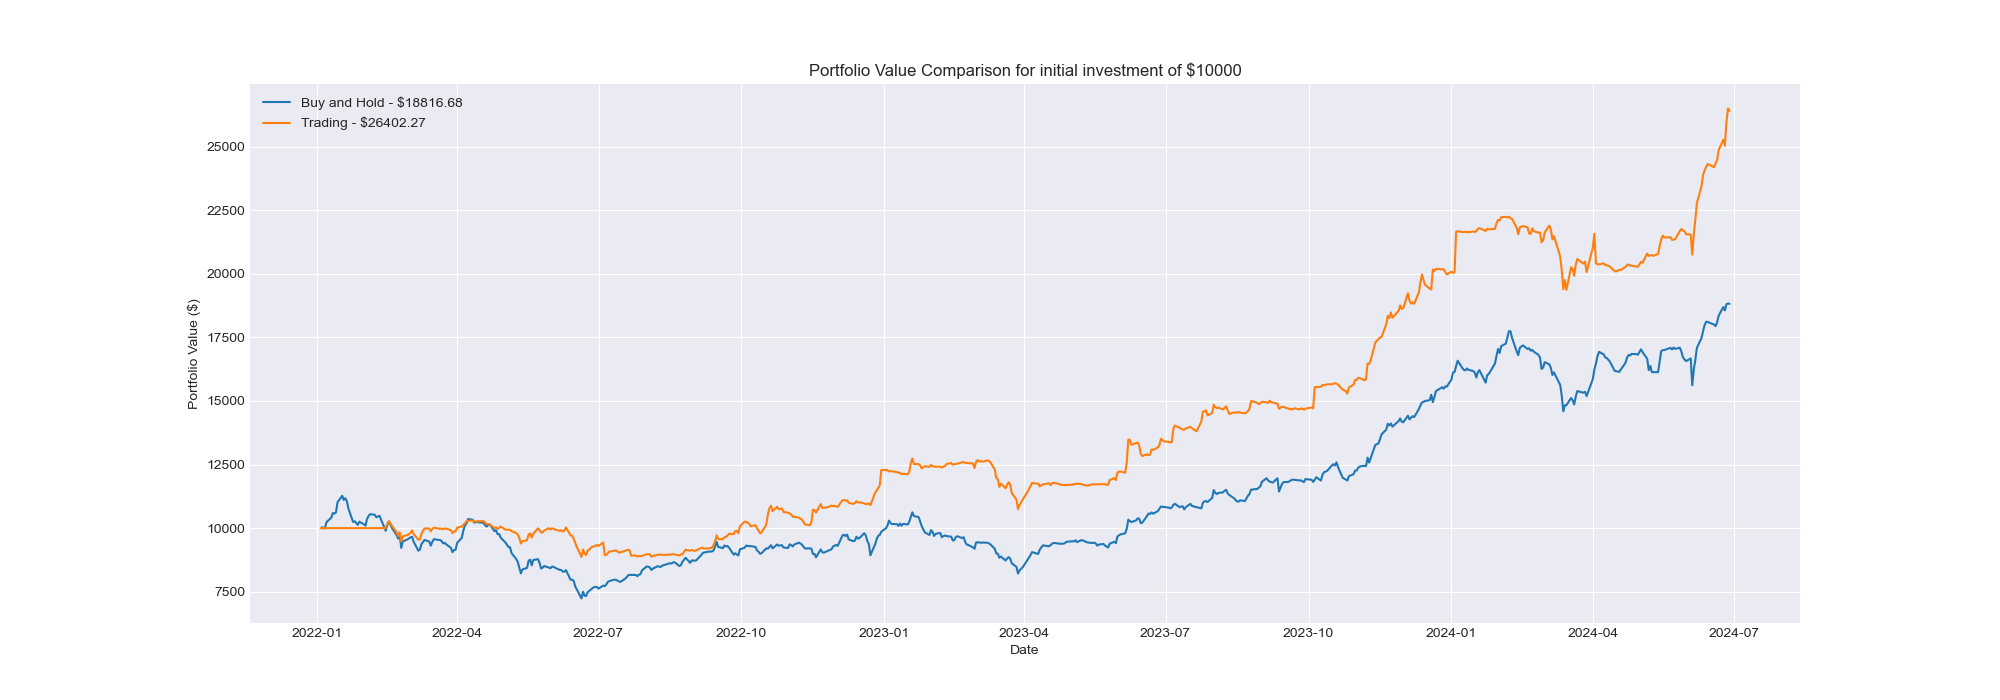 Portfolio Value Comparison for initial investment of $10000
Buy and Hold - $18816.68
Trading - $26402.27
Portfolio Value ($)
25000
22500
20000
17500
15000
12500
10000
7500
2022-01 2022-04 2022-07 2022-10 2023-01 2023-04 2023-07 2023-10 2024-01 2024-04 2024-07
Date